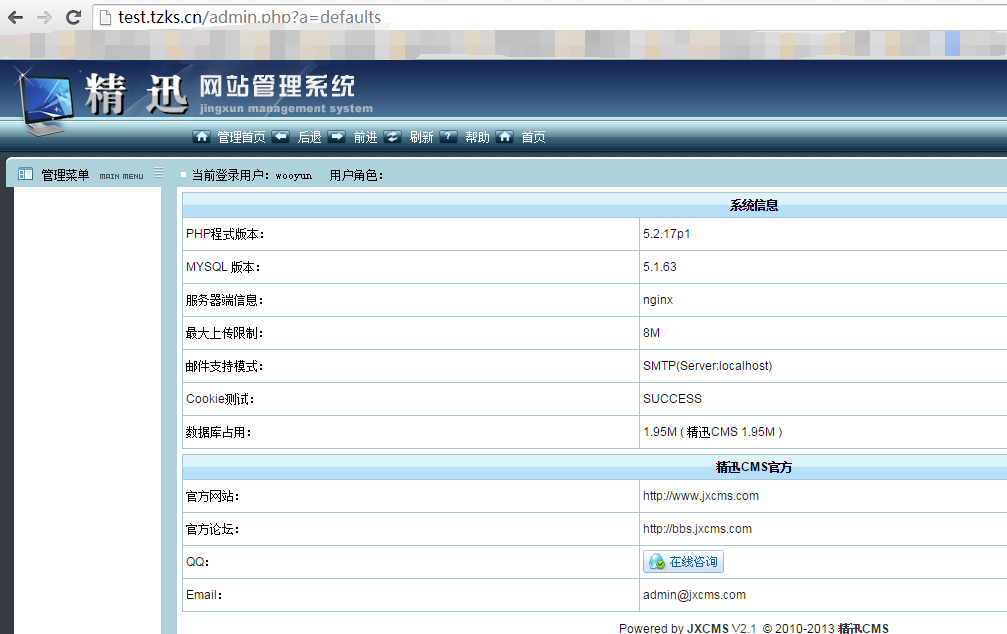 test.tzks.cn/admin.php?a=defaults
精 迅 网站管理系统
jingxun management system
管理首页 后退 前进 刷新 帮助 首页
管理菜单 MAIN MENU
当前登录用户：wooyun 用户角色：
系统信息
PHP程式版本： 5.2.17p1
MYSQL 版本： 5.1.63
服务器端信息： nginx
最大上传限制： 8M
邮件支持模式： SMTP(Server:localhost)
Cookie测试： SUCCESS
数据库占用： 1.95M ( 精迅CMS 1.95M )
精迅CMS官方
官方网站： http://www.jxcms.com
官方论坛： http://bbs.jxcms.com
QQ： 在线咨询
Email： admin@jxcms.com
Powered by JXCMS V2.1 © 2010-2013 精迅CMS